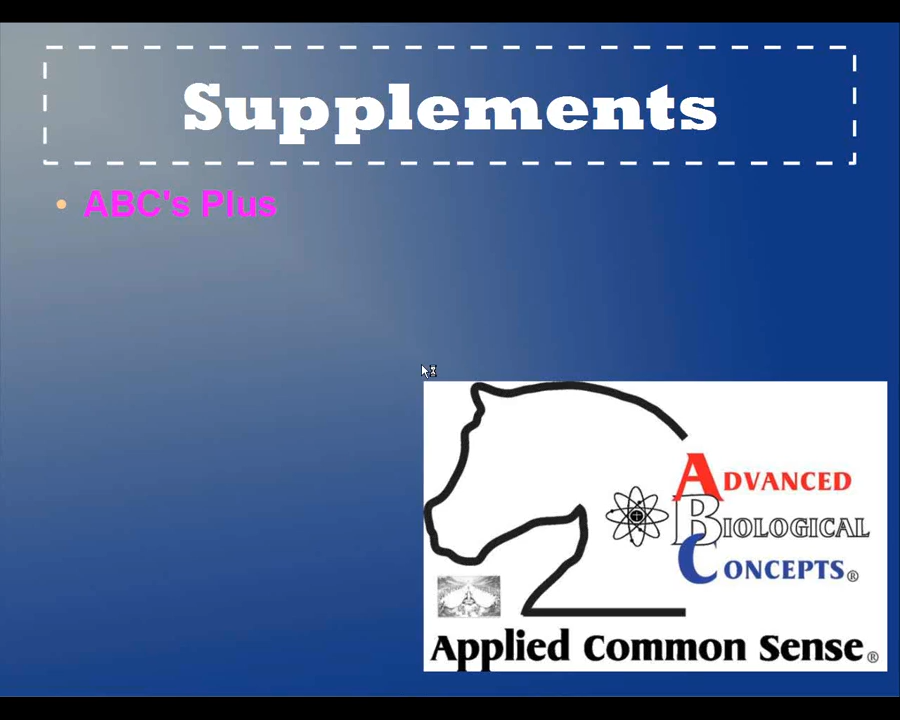 Supplements
• ABC's Plus
ADVANCED
BIOLOGICAL
CONCEPTS®
Applied Common Sense®